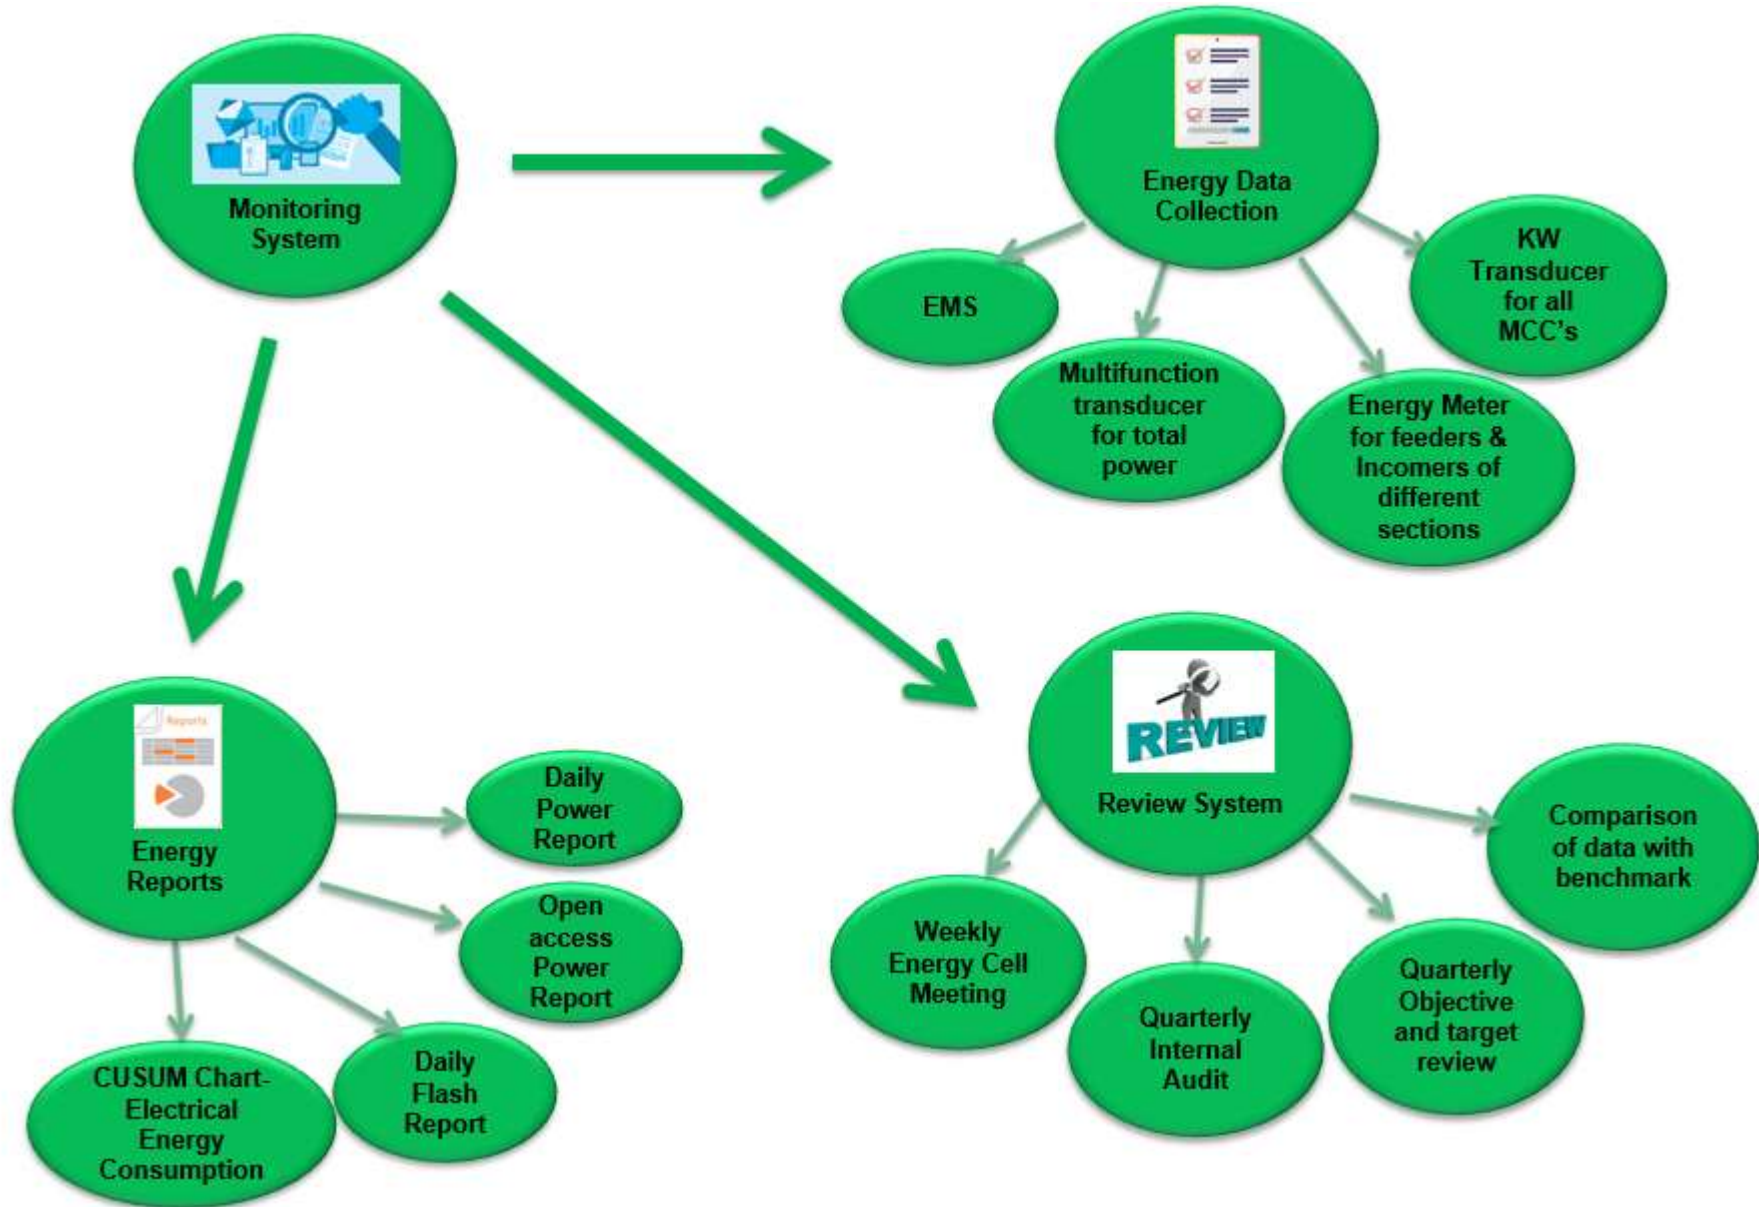 Monitoring
System
Energy Data
Collection
EMS
Multifunction
transducer
for total
power
Energy Meter
for feeders &
Incomers of
different
sections
KW
Transducer
for all
MCC's
Reports
Energy
Reports
Daily
Power
Report
Open
access
Power
Report
Daily
Flash
Report
CUSUM Chart-
Electrical
Energy
Consumption
REVIEW
Review System
Weekly
Energy Cell
Meeting
Quarterly
Internal
Audit
Quarterly
Objective
and target
review
Comparison
of data with
benchmark